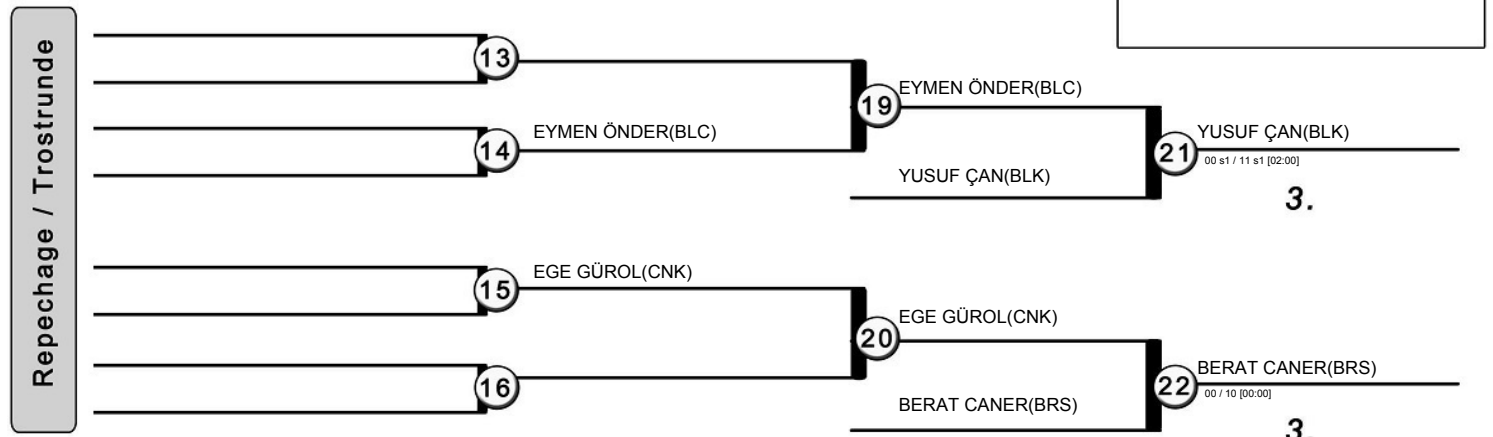 Repechage / Trostrunde
13
EYMEN ÖNDER(BLC)
14
19
EYMEN ÖNDER(BLC)
YUSUF ÇAN(BLK)
21
YUSUF ÇAN(BLK)
00 s1 / 11 s1 [02:00]
3.
EGE GÜROL(CNK)
15
16
20
EGE GÜROL(CNK)
BERAT CANER(BRS)
22
BERAT CANER(BRS)
00 / 10 [00:00]
3.